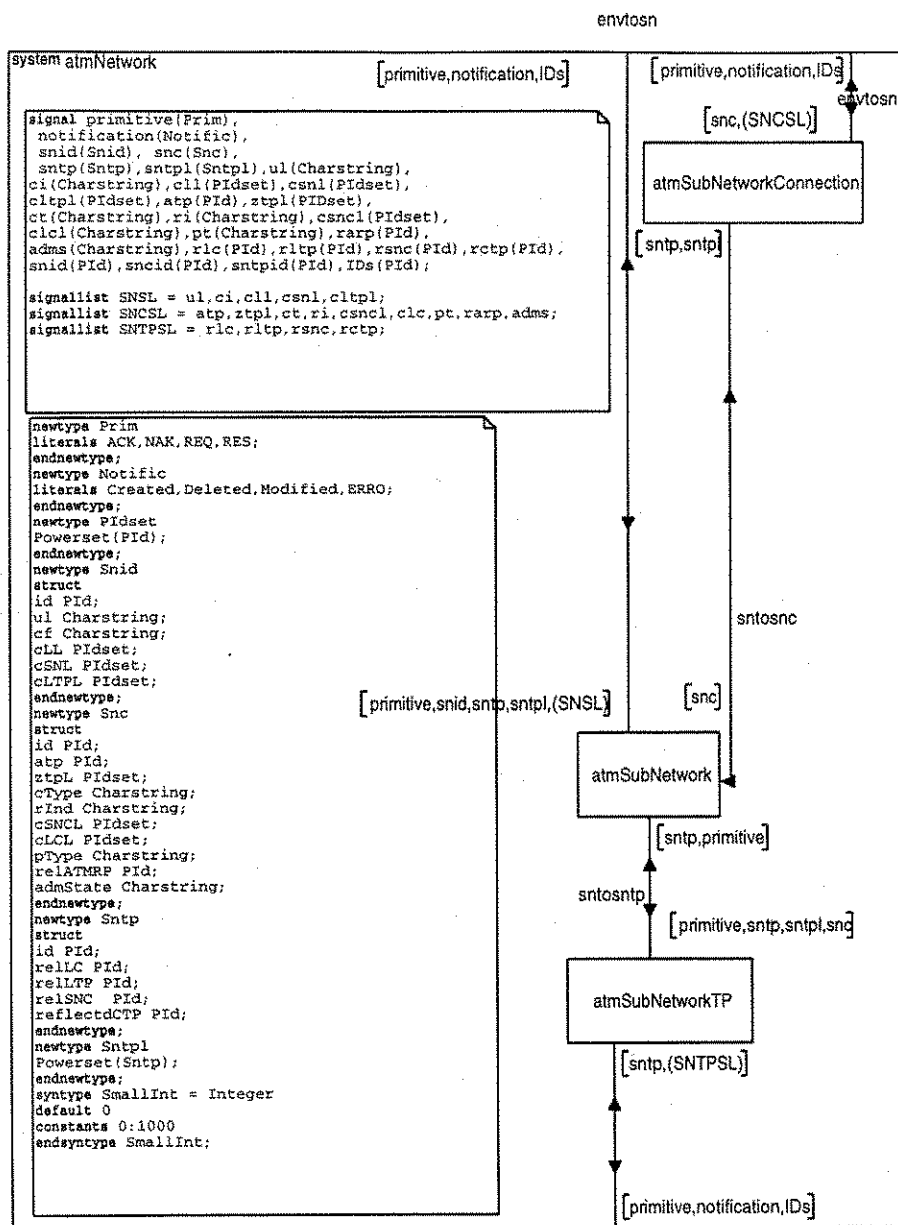 envtosn
system atmNetwork
[primitive,notification,IDs]
[primitive,notification,IDs]
envtosn
[snc,(SNCSL)]
atmSubNetworkConnection
[sntp,sntp]
signal primitive(Prim),
notification(Notific),
snid(Snid), snc(Snc),
sntp(Sntp),sntpl(Sntpl),ul(Charstring),
ci(Charstring),cll(PIdset),csnl(PIdset),
cltpl(PIdset),atp(PId),ztpl(PIDset),
ct(Charstring),ri(Charstring),csncl(PIdset),
clcl(Charstring),pt(Charstring),rarp(PId),
adms(Charstring),rlc(PId),rltp(PId),rsnc(PId),rctp(PId),
snid(PId),sncid(PId),sntpid(PId),IDs(PId);
signallist SNSL = ul,ci,cll,csnl,cltpl;
signallist SNCSL = atp,ztpl,ct,ri,csncl,clc,pt,rarp,adms;
signallist SNTPSL = rlc,rltp,rsnc,rctp;
newtype Prim
literals ACK,NAK,REQ,RES;
endnewtype;
newtype Notific
literals Created,Deleted,Modified,ERRO;
endnewtype;
newtype PIdset
Powerset(PId);
endnewtype;
newtype Snid
struct
id PId;
ul Charstring;
cf Charstring;
cLL PIdset;
cSNL PIdset;
cLTPL PIdset;
endnewtype;
newtype Snc
struct
id PId;
atp PId;
ztpL PIdset;
cType Charstring;
rInd Charstring;
cSNCL PIdset;
cLCL PIdset;
pType Charstring;
relATMRP PId;
admState Charstring;
endnewtype;
newtype Sntp
struct
id PId;
relLC PId;
relLTP PId;
relSNC PId;
reflectdCTP PId;
endnewtype;
newtype Sntpl
Powerset(Sntp);
endnewtype;
syntype SmallInt = Integer
default 0
constants 0:1000
endsyntype SmallInt;
sntosnc
[primitive,snid,sntp,sntpl,(SNSL)]
[snc]
atmSubNetwork
[sntp,primitive]
sntosntp
[primitive,sntp,sntpl,snc]
atmSubNetworkTP
[sntp,(SNTPSL)]
[primitive,notification,IDs]